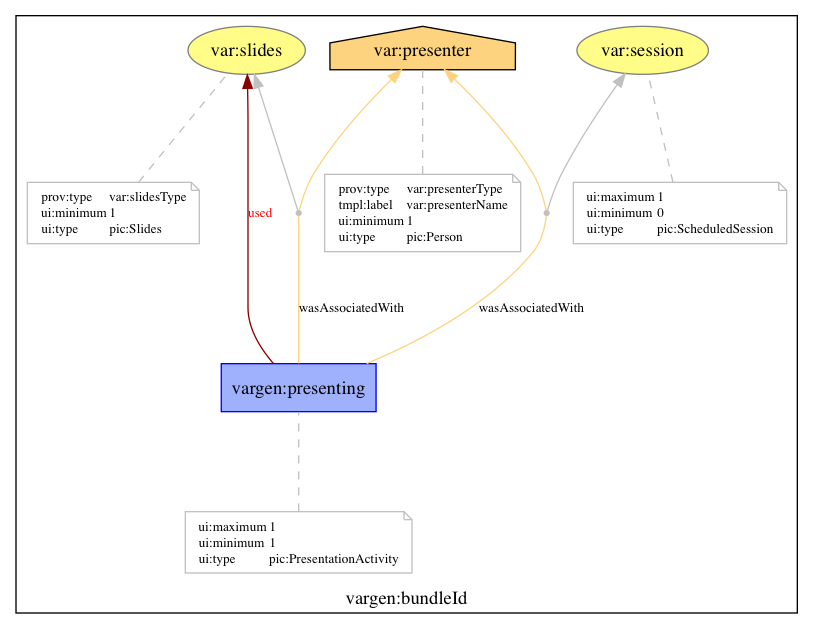 var:slides
var:presenter
var:session
prov:type var:slidesType
ui:minimum 1
ui:type pic:Slides
prov:type var:presenterType
tmpl:label var:presenterName
ui:minimum 1
ui:type pic:Person
ui:maximum 1
ui:minimum 0
ui:type pic:ScheduledSession
used
wasAssociatedWith
wasAssociatedWith
vargen:presenting
ui:maximum 1
ui:minimum 1
ui:type pic:PresentationActivity
vargen:bundleId